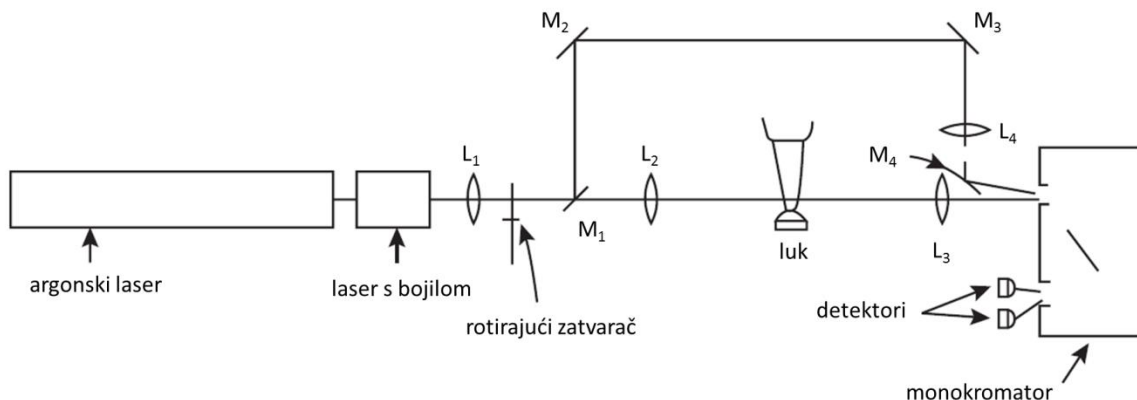 M₂
M₃
L₁
L₂
L₄
M₄
M₁
luk
L₃
argonski laser
laser s bojilom
rotirajući zatvarač
detektori
monokromator